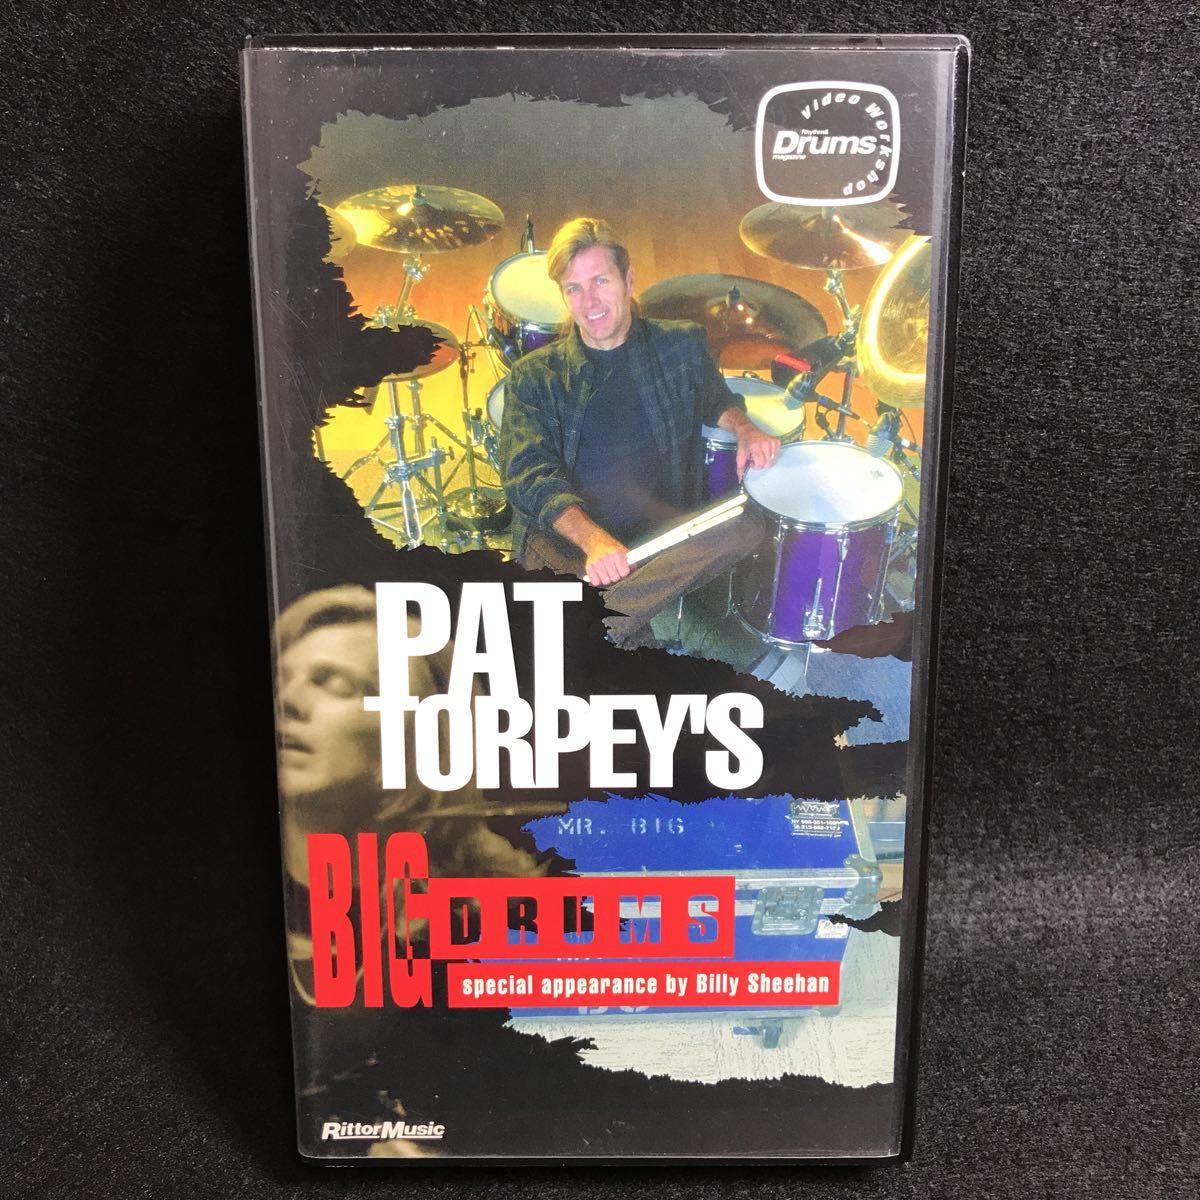 Video Workshop
Rhythm &
Drums
magazine
PAT
TORPEY'S
MR. BIG
BIG
DRUMS
special appearance by Billy Sheehan
RittorMusic